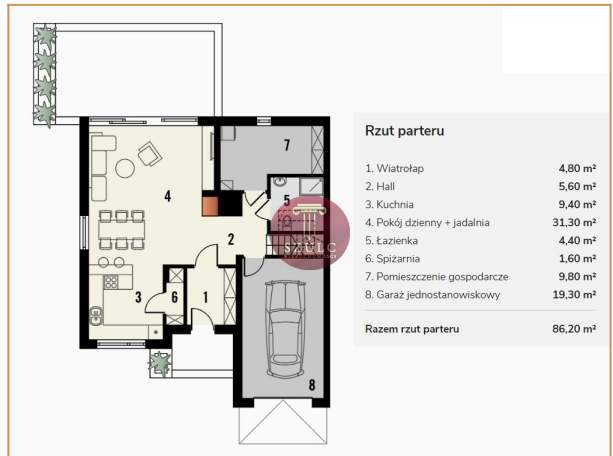 Rzut parteru
1. Wiatrołap 4,80 m²
2. Hall 5,60 m²
3. Kuchnia 9,40 m²
4. Pokój dzienny + jadalnia 31,30 m²
5. Łazienka 4,40 m²
6. Spiżarnia 1,60 m²
7. Pomieszczenie gospodarcze 9,80 m²
8. Garaż jednostanowiskowy 19,30 m²
Razem rzut parteru 86,20 m²
7
4
5
2
SZULC
NIERUCHOMOŚCI
3
6
1
8